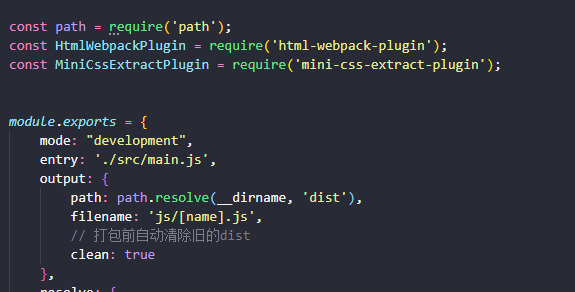 const path = require('path');
const HtmlWebpackPlugin = require('html-webpack-plugin');
const MiniCssExtractPlugin = require('mini-css-extract-plugin');
module.exports = {
mode: "development",
entry: './src/main.js',
output: {
path: path.resolve(__dirname, 'dist'),
filename: 'js/[name].js',
// 打包前自动清除旧的dist
clean: true
},
resolve: {